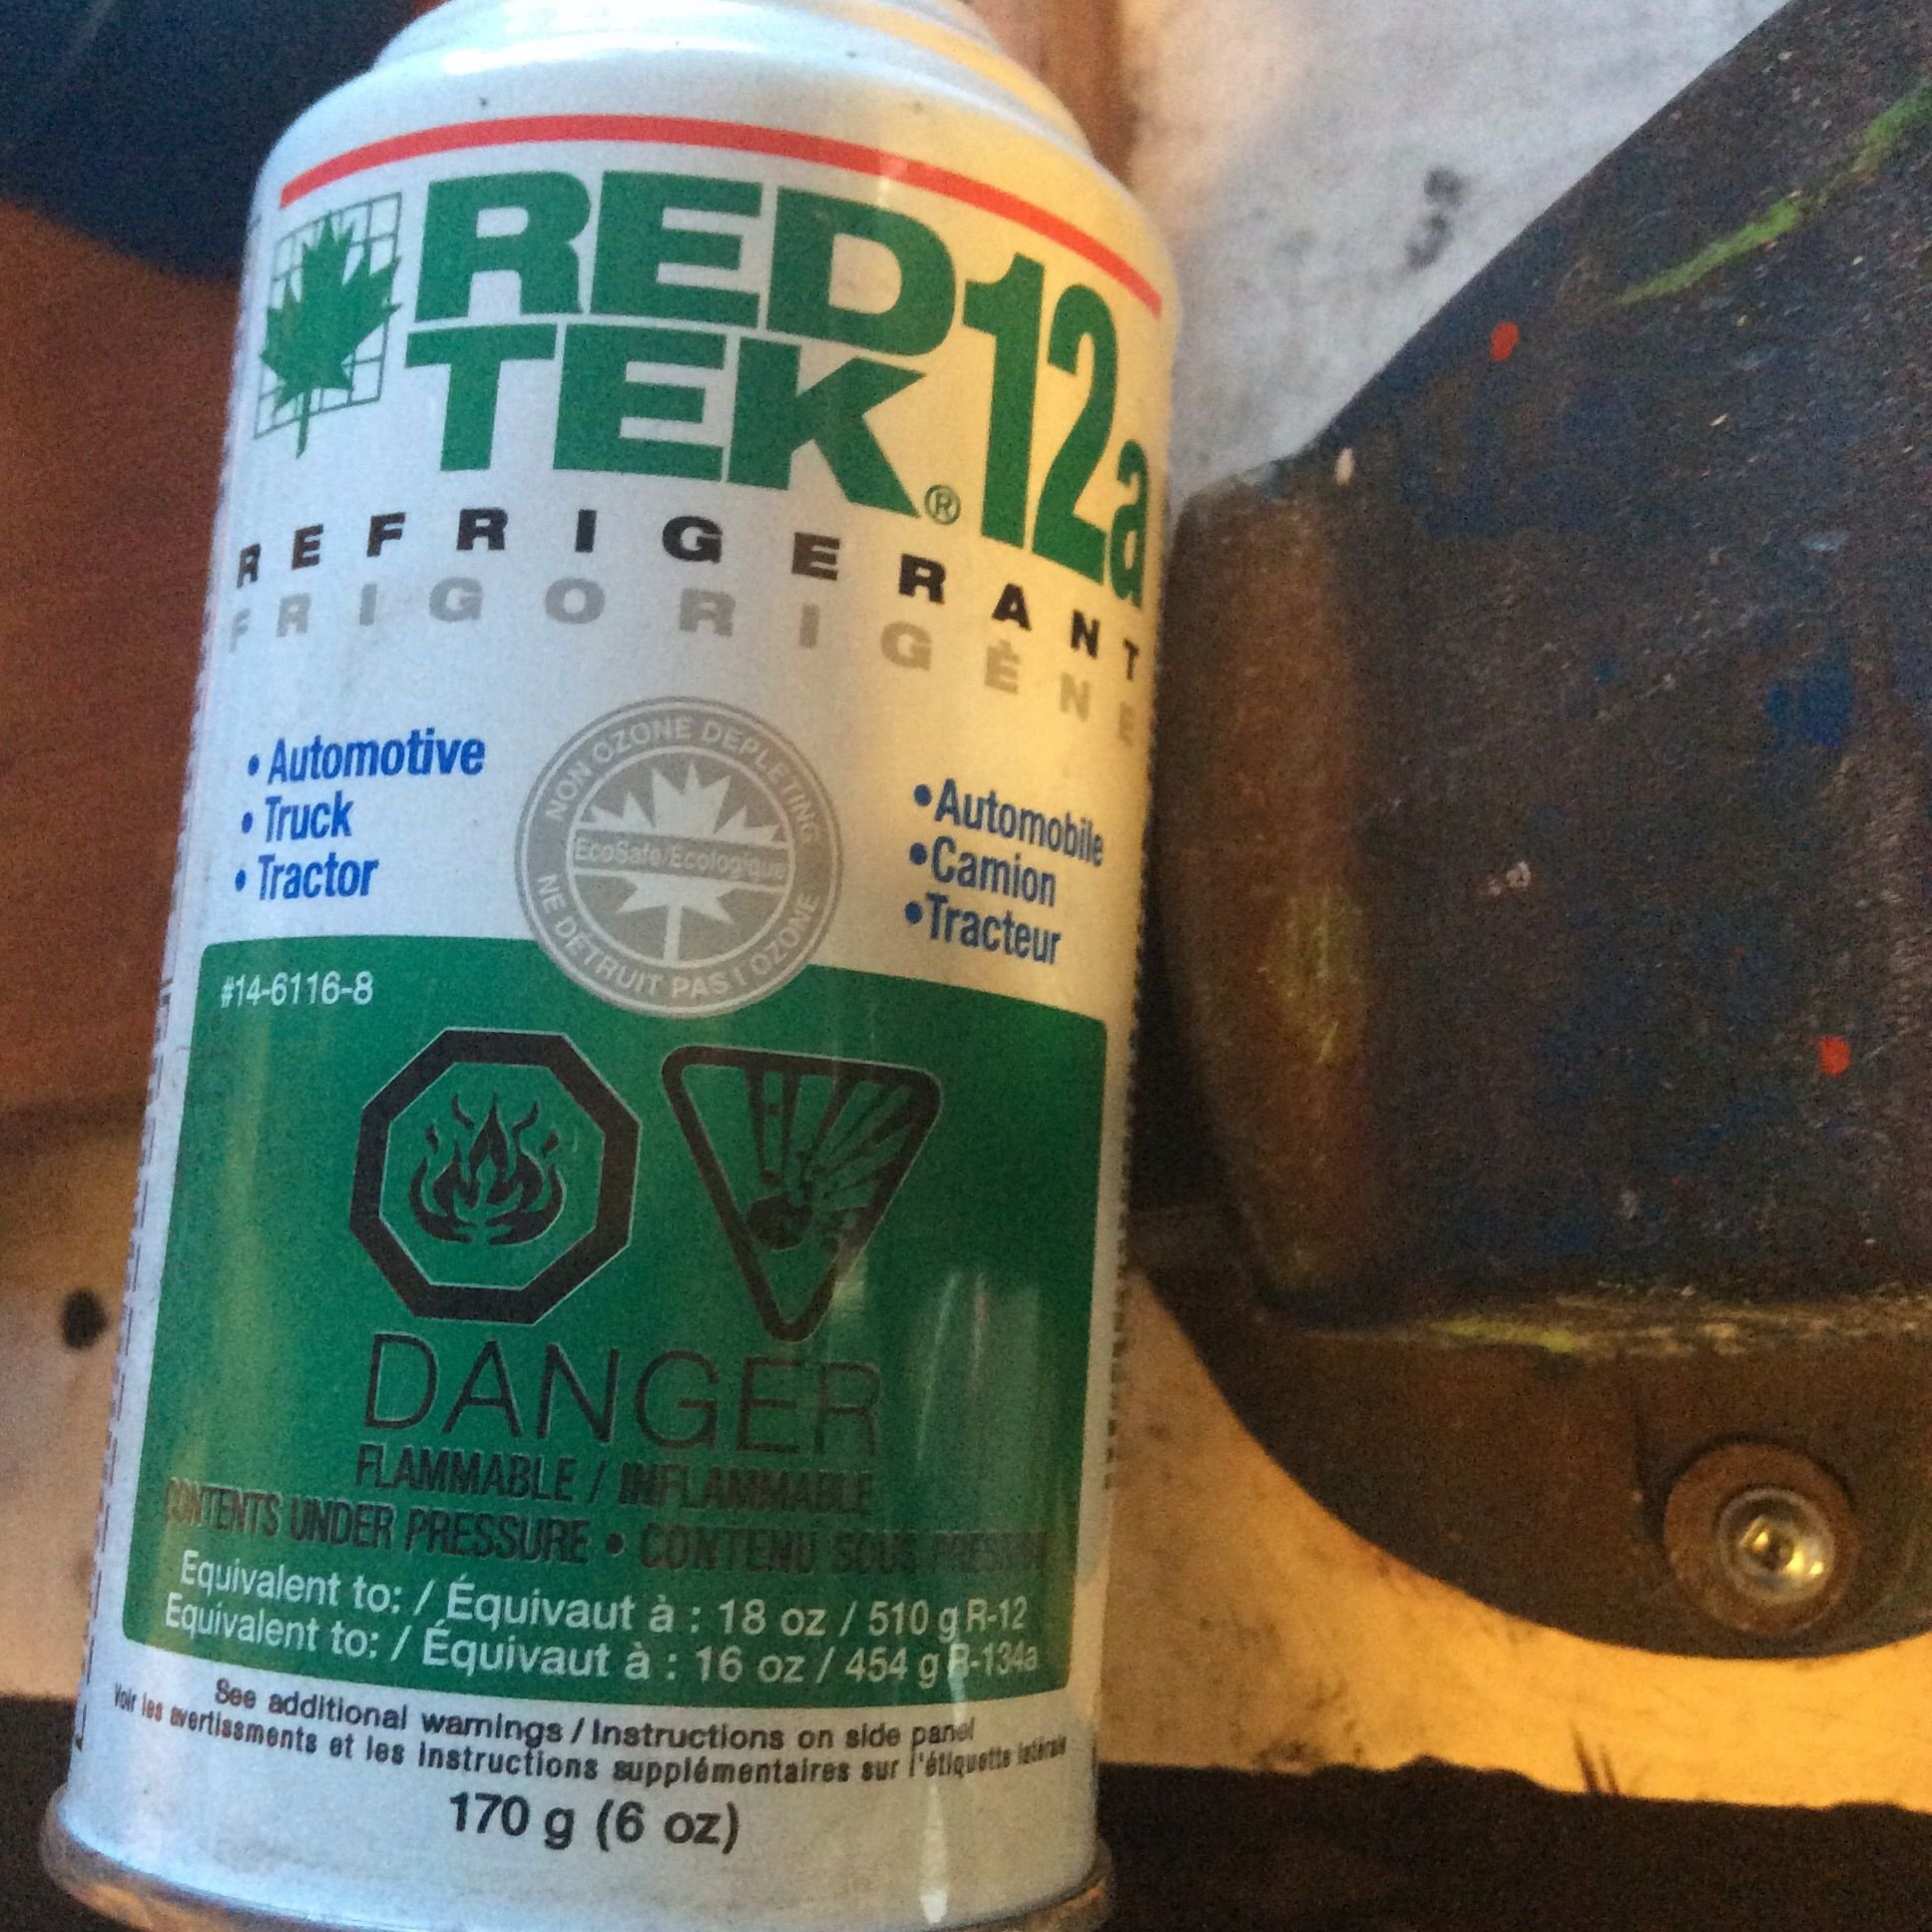 RED
TEK® 12a
REFRIGERANT
FRIGORIGÈNE
• Automotive
• Truck
• Tractor
NON OZONE DEPLETING
EcoSafe/Écologique
NE DÉTRUIT PAS l OZONE
• Automobile
• Camion
• Tracteur
#14-6116-8
DANGER
FLAMMABLE / INFLAMMABLE
CONTENTS UNDER PRESSURE • CONTENU SOUS PRESSION
Equivalent to: / Équivaut à : 18 oz / 510 g R-12
Equivalent to: / Équivaut à : 16 oz / 454 g R-134a
See additional warnings / Instructions on side panel
Voir les avertissments et les Instructions supplémentaires sur l'étiquette latérale
170 g (6 oz)